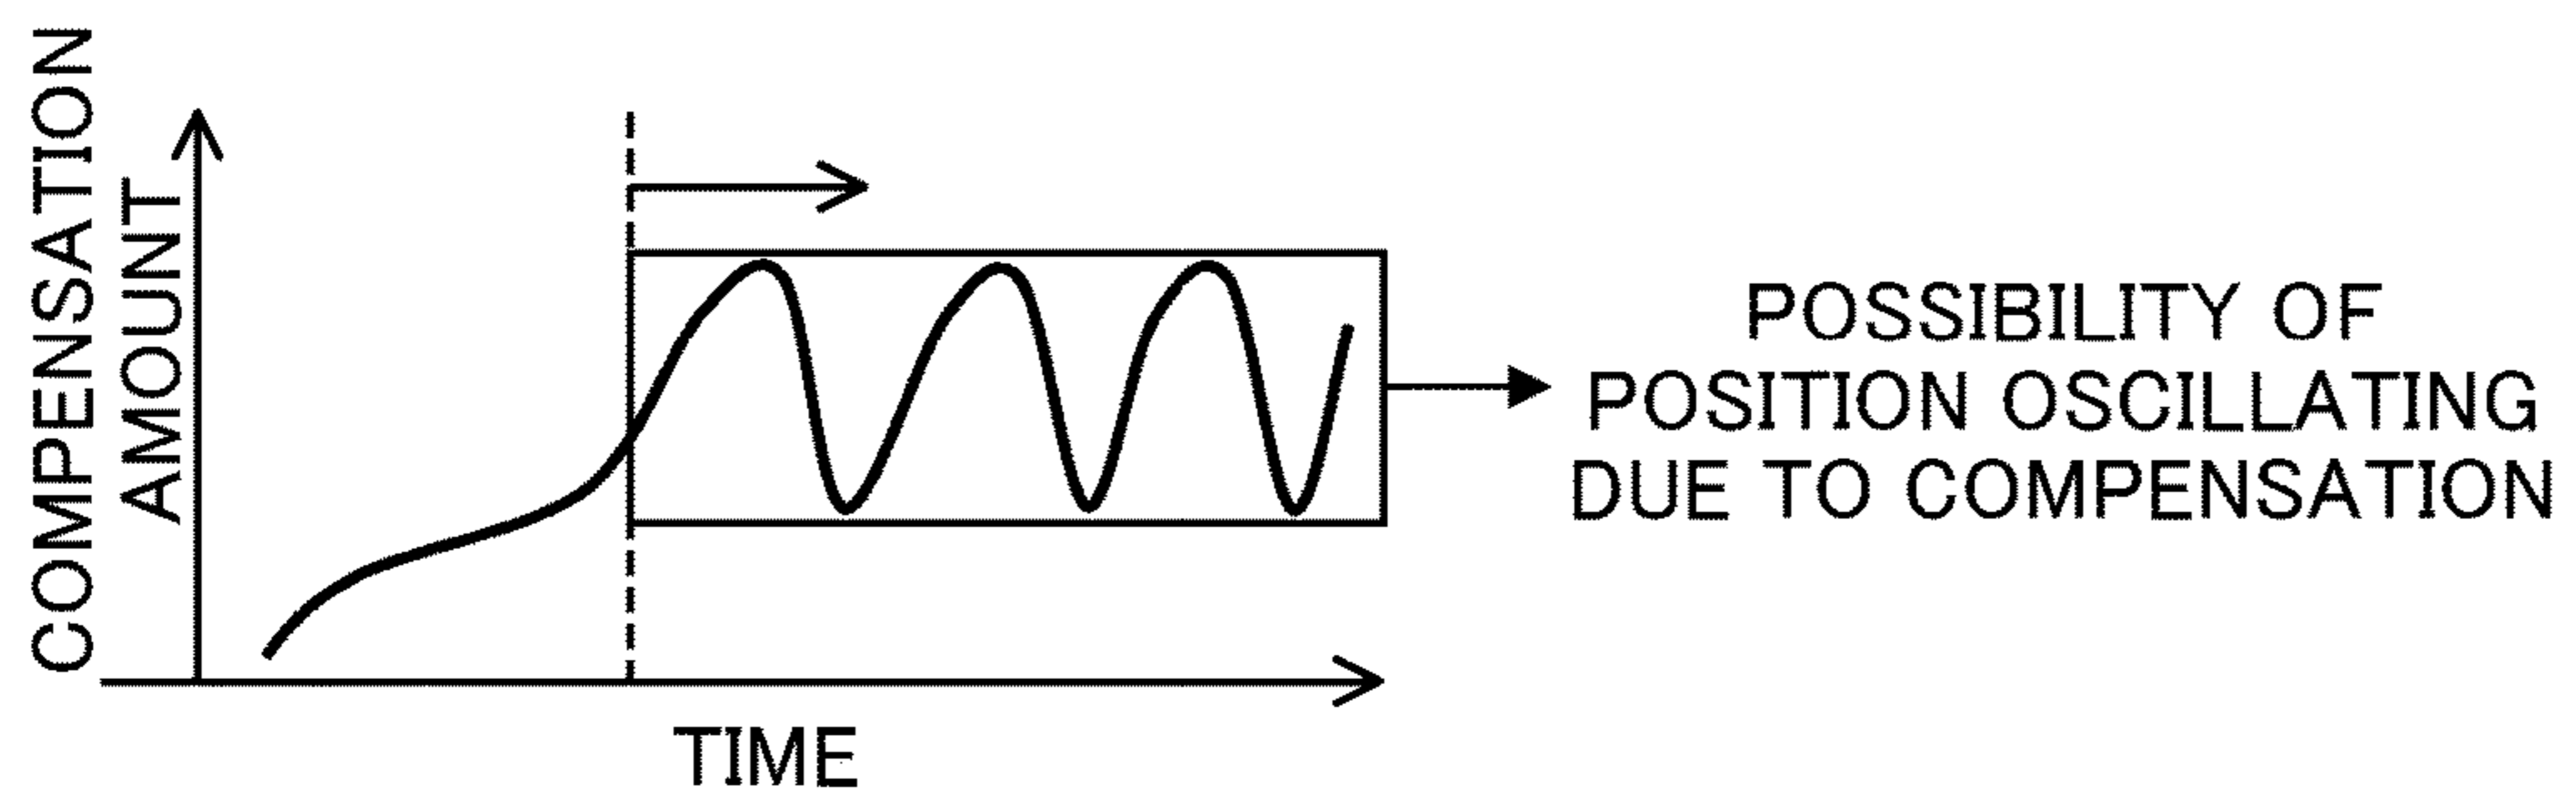 COMPENSATION
AMOUNT
POSSIBILITY OF
POSITION OSCILLATING
DUE TO COMPENSATION
TIME